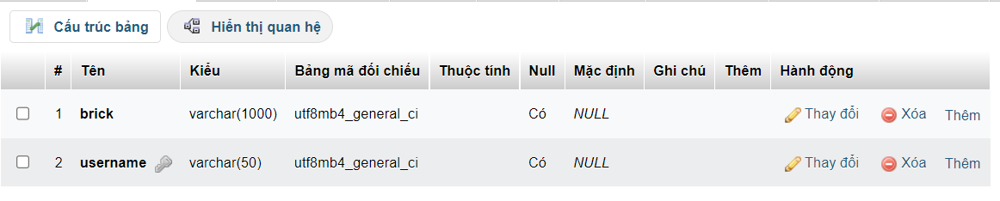 Cấu trúc bảng Hiển thị quan hệ
# Tên Kiểu Bảng mã đối chiếu Thuộc tính Null Mặc định Ghi chú Thêm Hành động
1 brick varchar(1000) utf8mb4_general_ci Có NULL Thay đổi Xóa Thêm
2 username varchar(50) utf8mb4_general_ci Có NULL Thay đổi Xóa Thêm